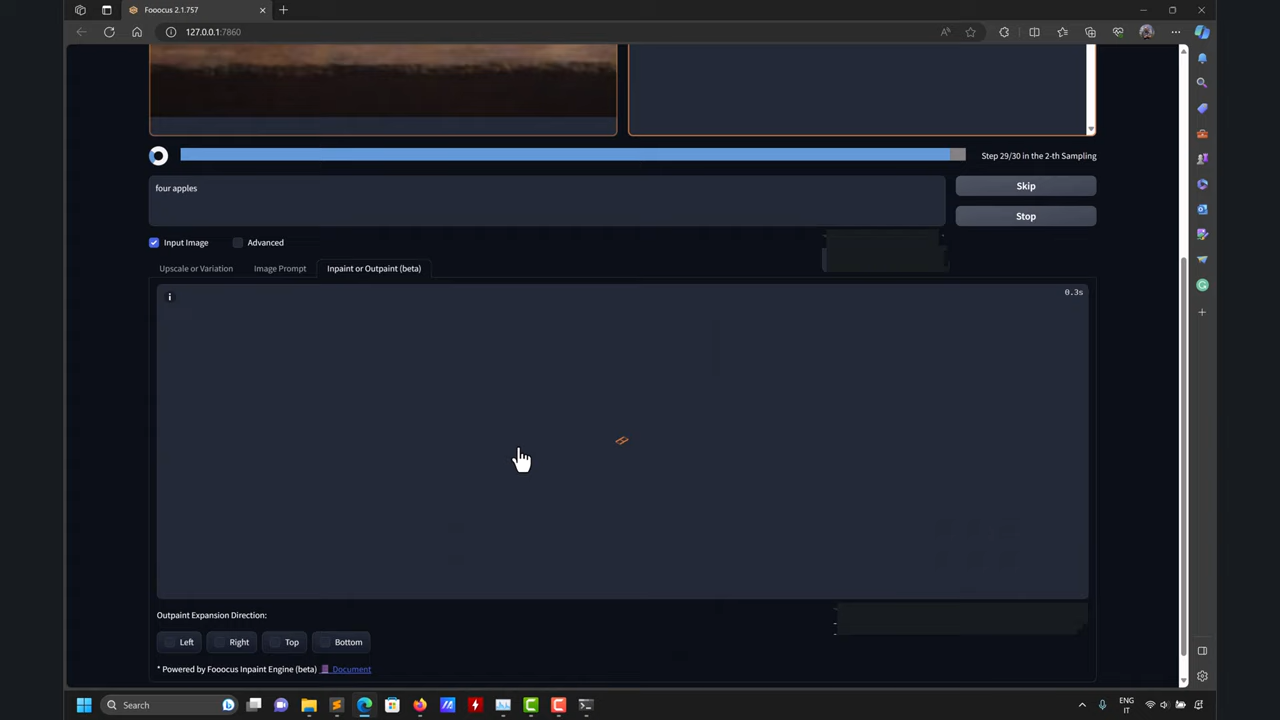 Fooocus 2.1.757
127.0.0.1:7860
Step 29/30 in the 2-th Sampling
four apples
Skip
Stop
Input Image
Advanced
Upscale or Variation
Image Prompt
Inpaint or Outpaint (beta)
0.3s
Outpaint Expansion Direction:
Left
Right
Top
Bottom
* Powered by Fooocus Inpaint Engine (beta) Document
Search
ENG
IT